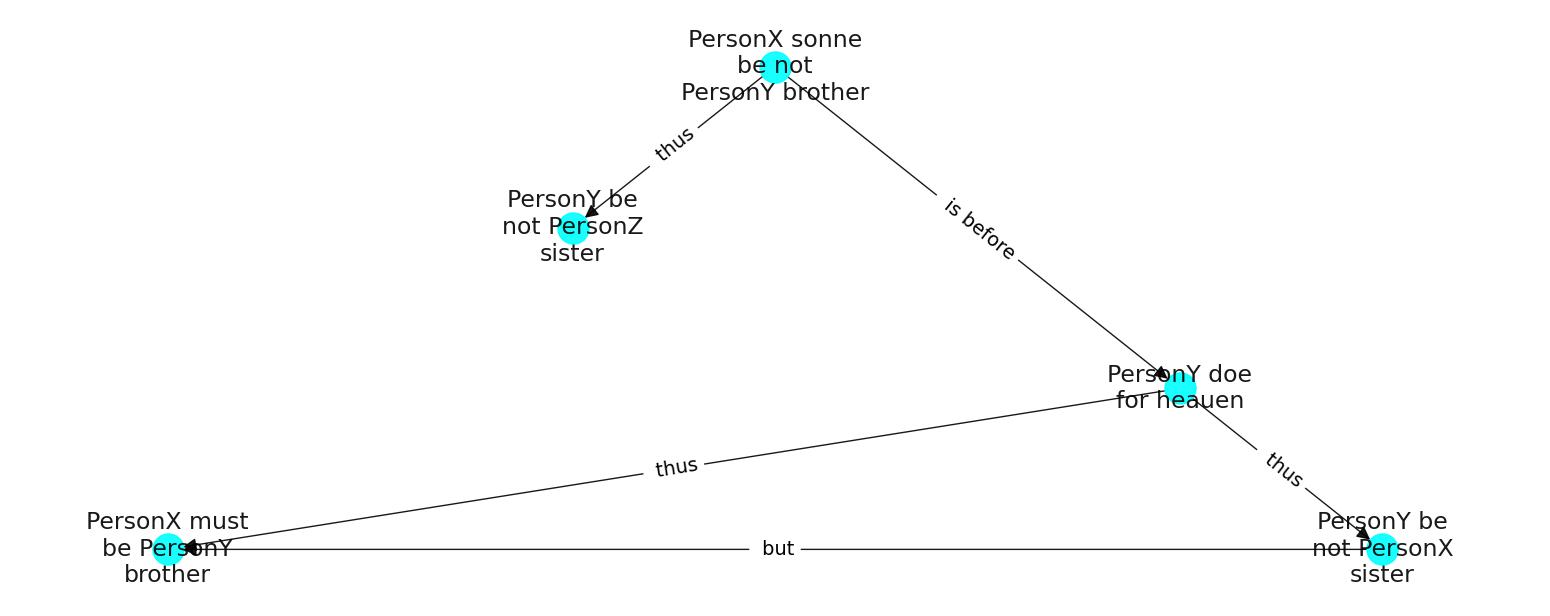 PersonX sonne
be not
PersonY brother
thus
PersonY be
not PersonZ
sister
is before
PersonY doe
for heauen
thus
thus
PersonX must
be PersonY
brother
but
PersonY be
not PersonX
sister